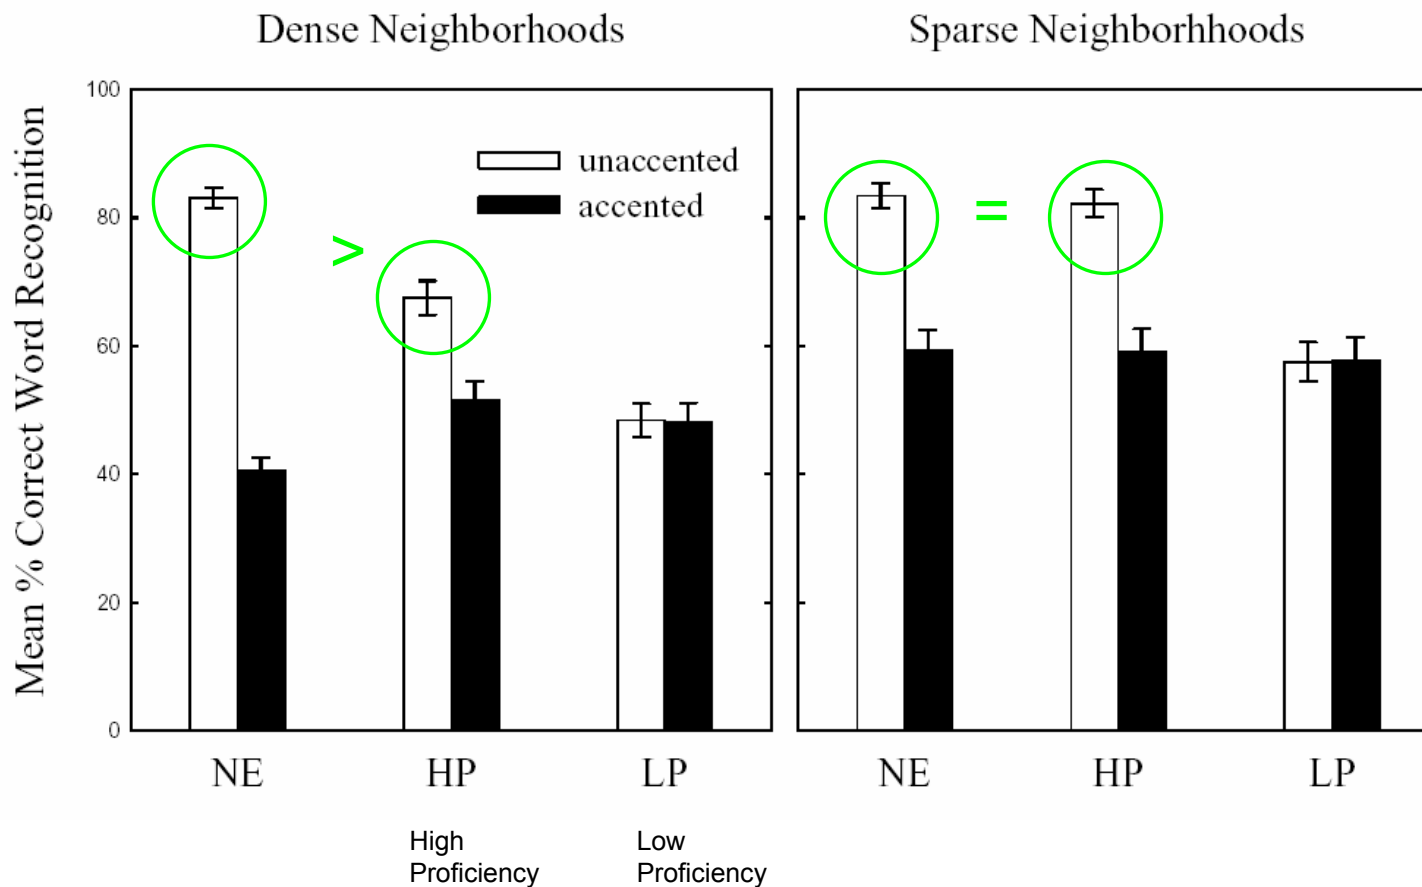 Dense Neighborhoods
Sparse Neighborhhoods
Mean % Correct Word Recognition
100
80
60
40
20
0
unaccented
accented
>
=
NE
HP
LP
NE
HP
LP
High
Proficiency
Low
Proficiency